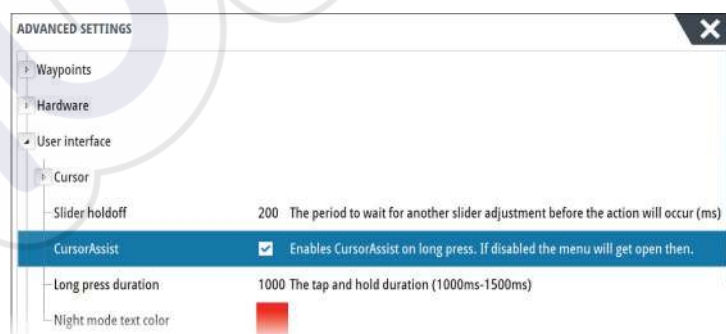 ADVANCED SETTINGS
Waypoints
Hardware
User interface
Cursor
Slider holdoff 200 The period to wait for another slider adjustment before the action will occur (ms)
CursorAssist Enables CursorAssist on long press. If disabled the menu will get open then.
Long press duration 1000 The tap and hold duration (1000ms-1500ms)
Night mode text color